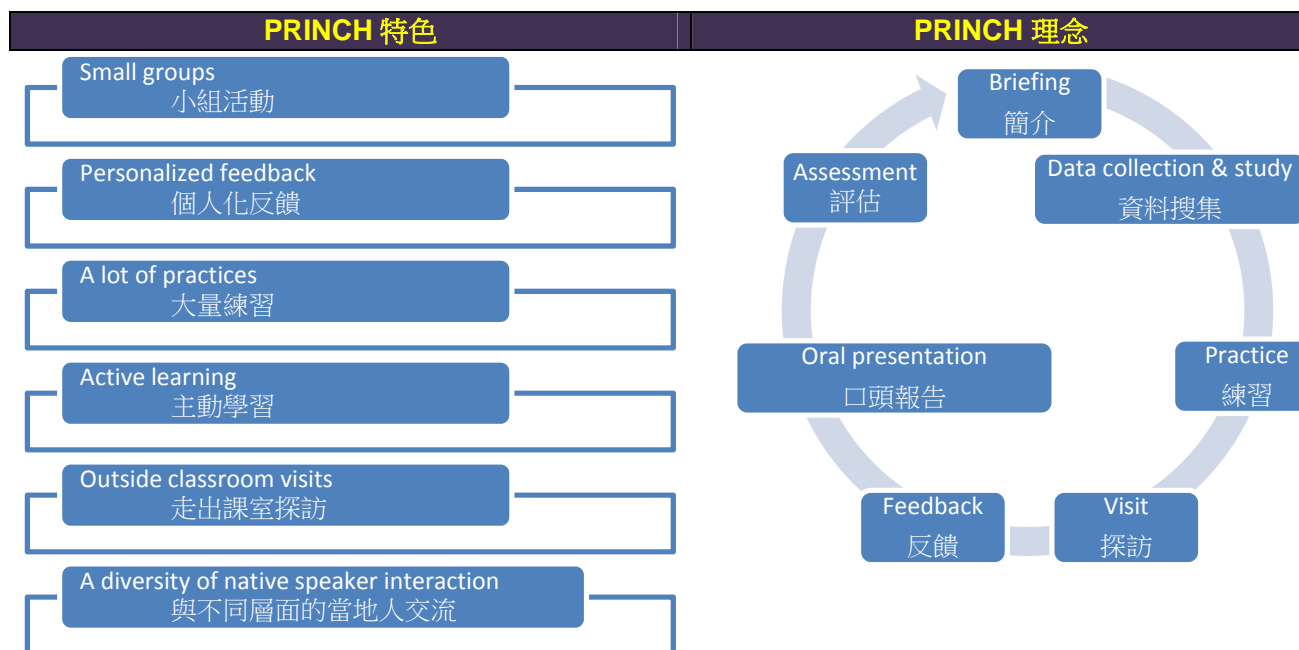 PRINCH 特色
Small groups
小組活動
Personalized feedback
個人化反饋
A lot of practices
大量練習
Active learning
主動學習
Outside classroom visits
走出課室探訪
A diversity of native speaker interaction
與不同層面的當地人交流
PRINCH 理念
Briefing
簡介
Data collection & study
資料搜集
Practice
練習
Visit
探訪
Feedback
反饋
Oral presentation
口頭報告
Assessment
評估